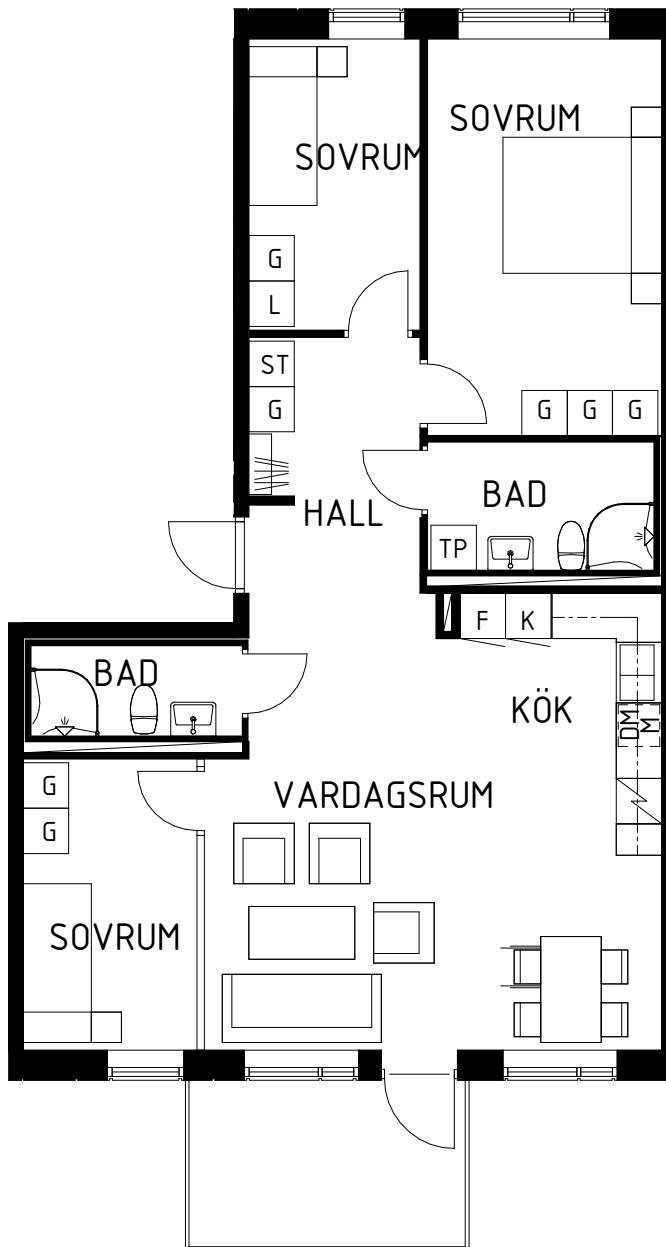 SOVRUM
SOVRUM
G
L
ST
G
G G G
BAD
HALL
TP
F K
BAD
KÖK
DM
M
G
VARDAGSRUM
G
SOVRUM